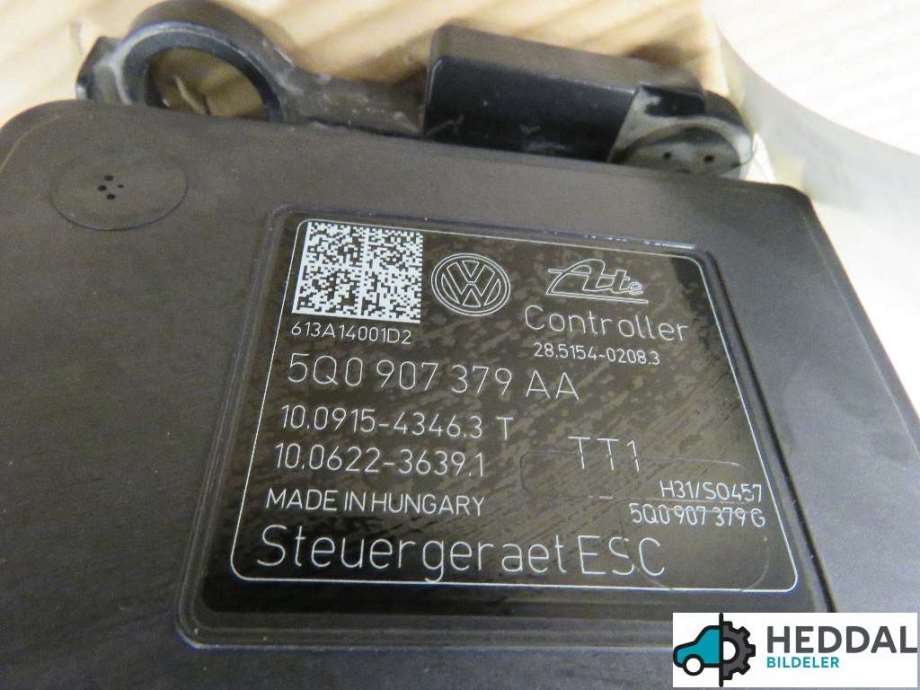 613A14001D2
Ate
Controller
28.5154-0208.3
5Q0 907 379 AA
10.0915-4346.3 T
10.0622-3639.1
TT1
H31/S0457
MADE IN HUNGARY
5Q0 907 379 G
Steuergeraet ESC
HEDDAL
BILDELER